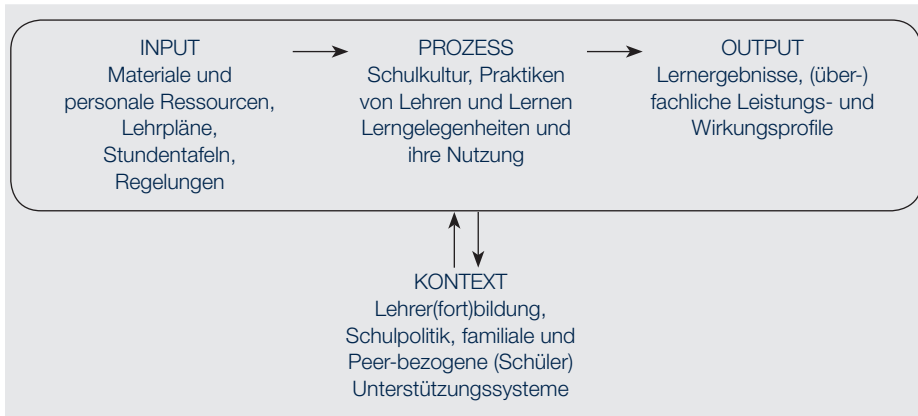 INPUT
Materiale und
personale Ressourcen,
Lehrpläne,
Stundentafeln,
Regelungen
PROZESS
Schulkultur, Praktiken
von Lehren und Lernen
Lerngelegenheiten und
ihre Nutzung
OUTPUT
Lernergebnisse, (über-)
fachliche Leistungs- und
Wirkungsprofile
KONTEXT
Lehrer(fort)bildung,
Schulpolitik, familiale und
Peer-bezogene (Schüler)
Unterstützungssysteme